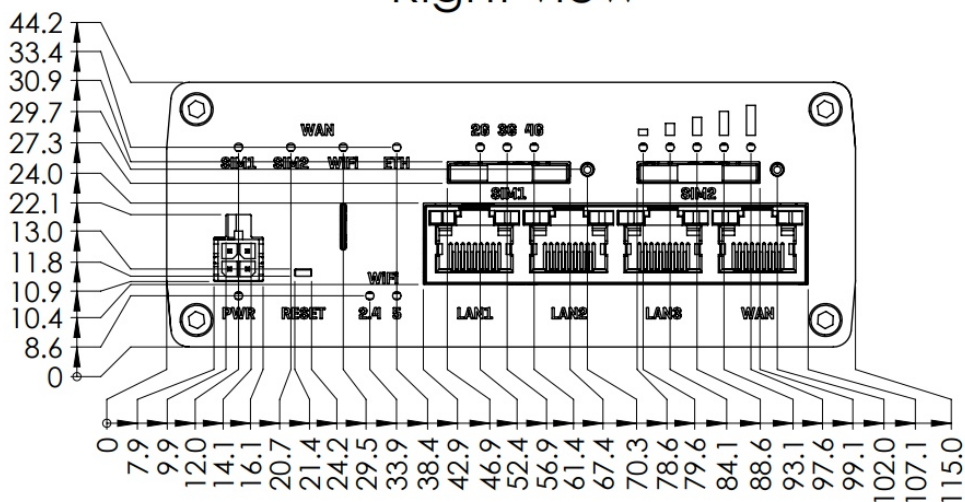 Right view
44.2
33.4
30.9
29.7
27.3
24.0
22.1
13.0
11.8
10.9
10.4
8.6
0
WAN
2G 3G 4G
SIM1 SIM2 WiFi ETH
SIM1 SIM2
WiFi
PWR RESET 2.4 5 LAN1 LAN2 LAN3 WAN
0 7.9 9.9 12.0 14.1 16.1 20.7 21.4 24.2 29.5 33.9 38.4 42.9 46.9 52.4 56.9 61.4 67.4 70.3 78.6 79.6 84.1 88.6 93.1 97.6 99.1 102.0 107.1 115.0